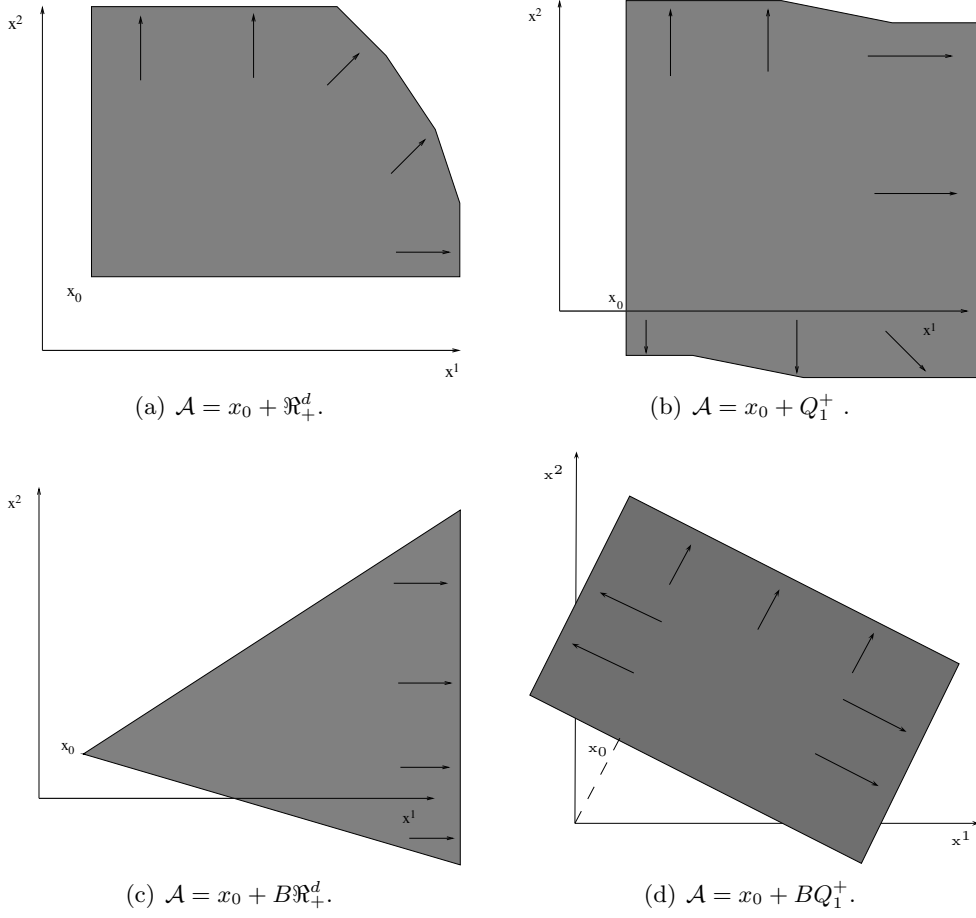 x²
x₀
x¹
(a) 𝒜 = x₀ + ℜ₊ᵈ.
x²
x₀
x¹
(b) 𝒜 = x₀ + Q₁⁺ .
x²
x₀
x¹
(c) 𝒜 = x₀ + Bℜ₊ᵈ.
x²
x₀
x¹
(d) 𝒜 = x₀ + BQ₁⁺.